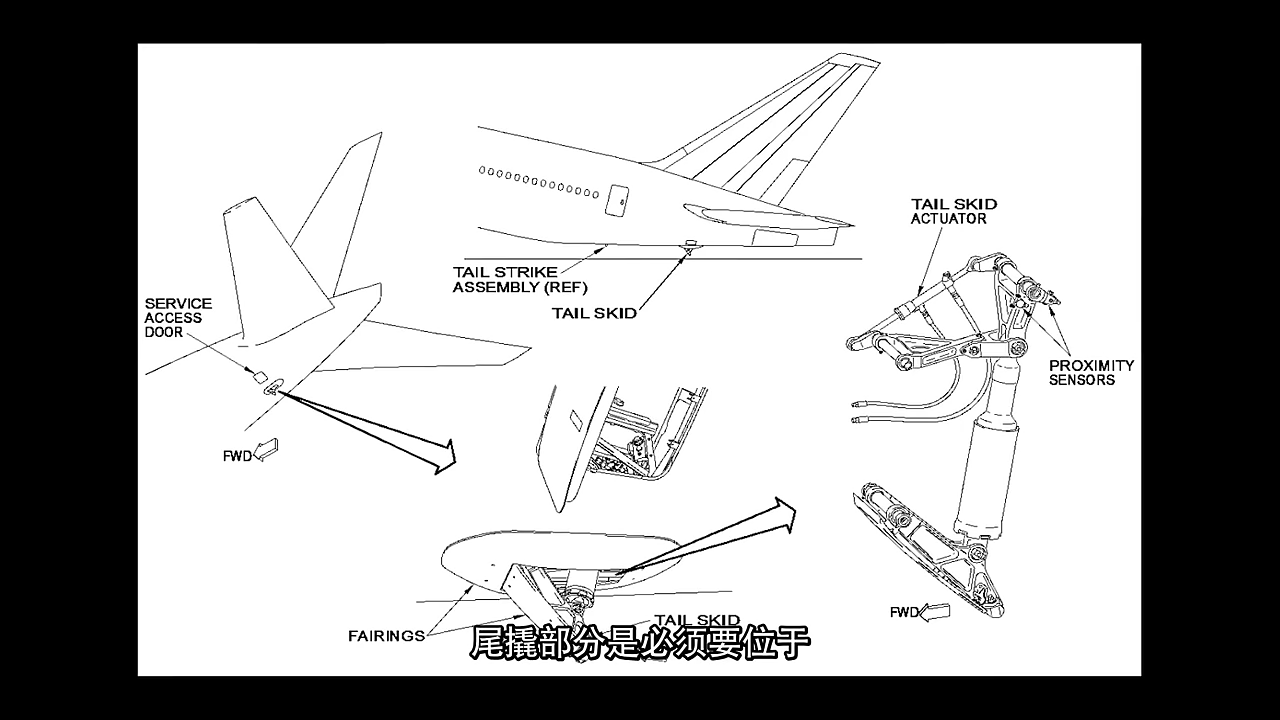 TAIL SKID
ACTUATOR
TAIL STRIKE
ASSEMBLY (REF)
TAIL SKID
SERVICE
ACCESS
DOOR
PROXIMITY
SENSORS
FWD
FWD
TAIL SKID
FAIRINGS
尾撬部分是必须要位于